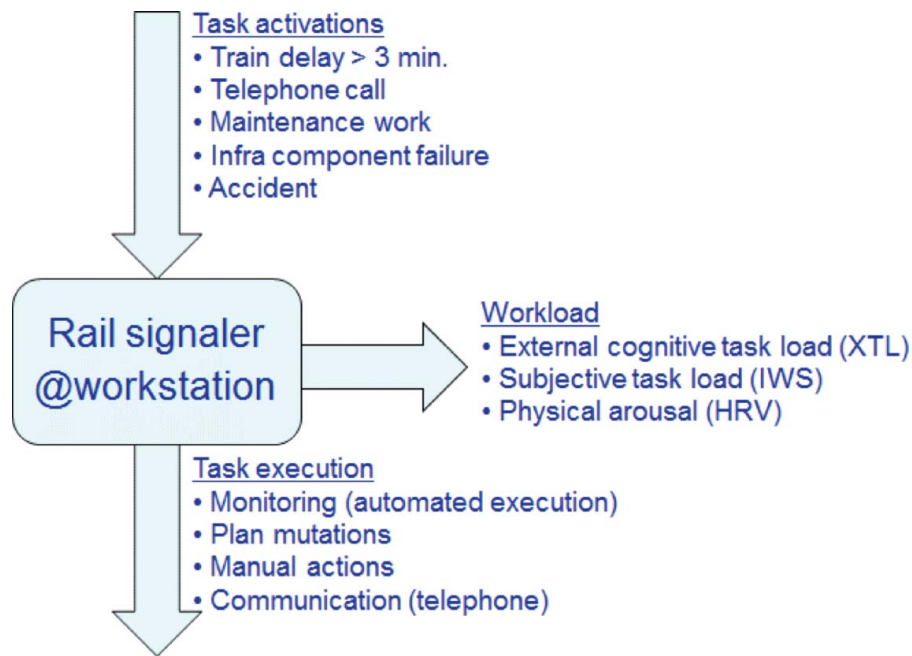 Task activations
• Train delay > 3 min.
• Telephone call
• Maintenance work
• Infra component failure
• Accident
Rail signaler
@workstation
Workload
• External cognitive task load (XTL)
• Subjective task load (IWS)
• Physical arousal (HRV)
Task execution
• Monitoring (automated execution)
• Plan mutations
• Manual actions
• Communication (telephone)